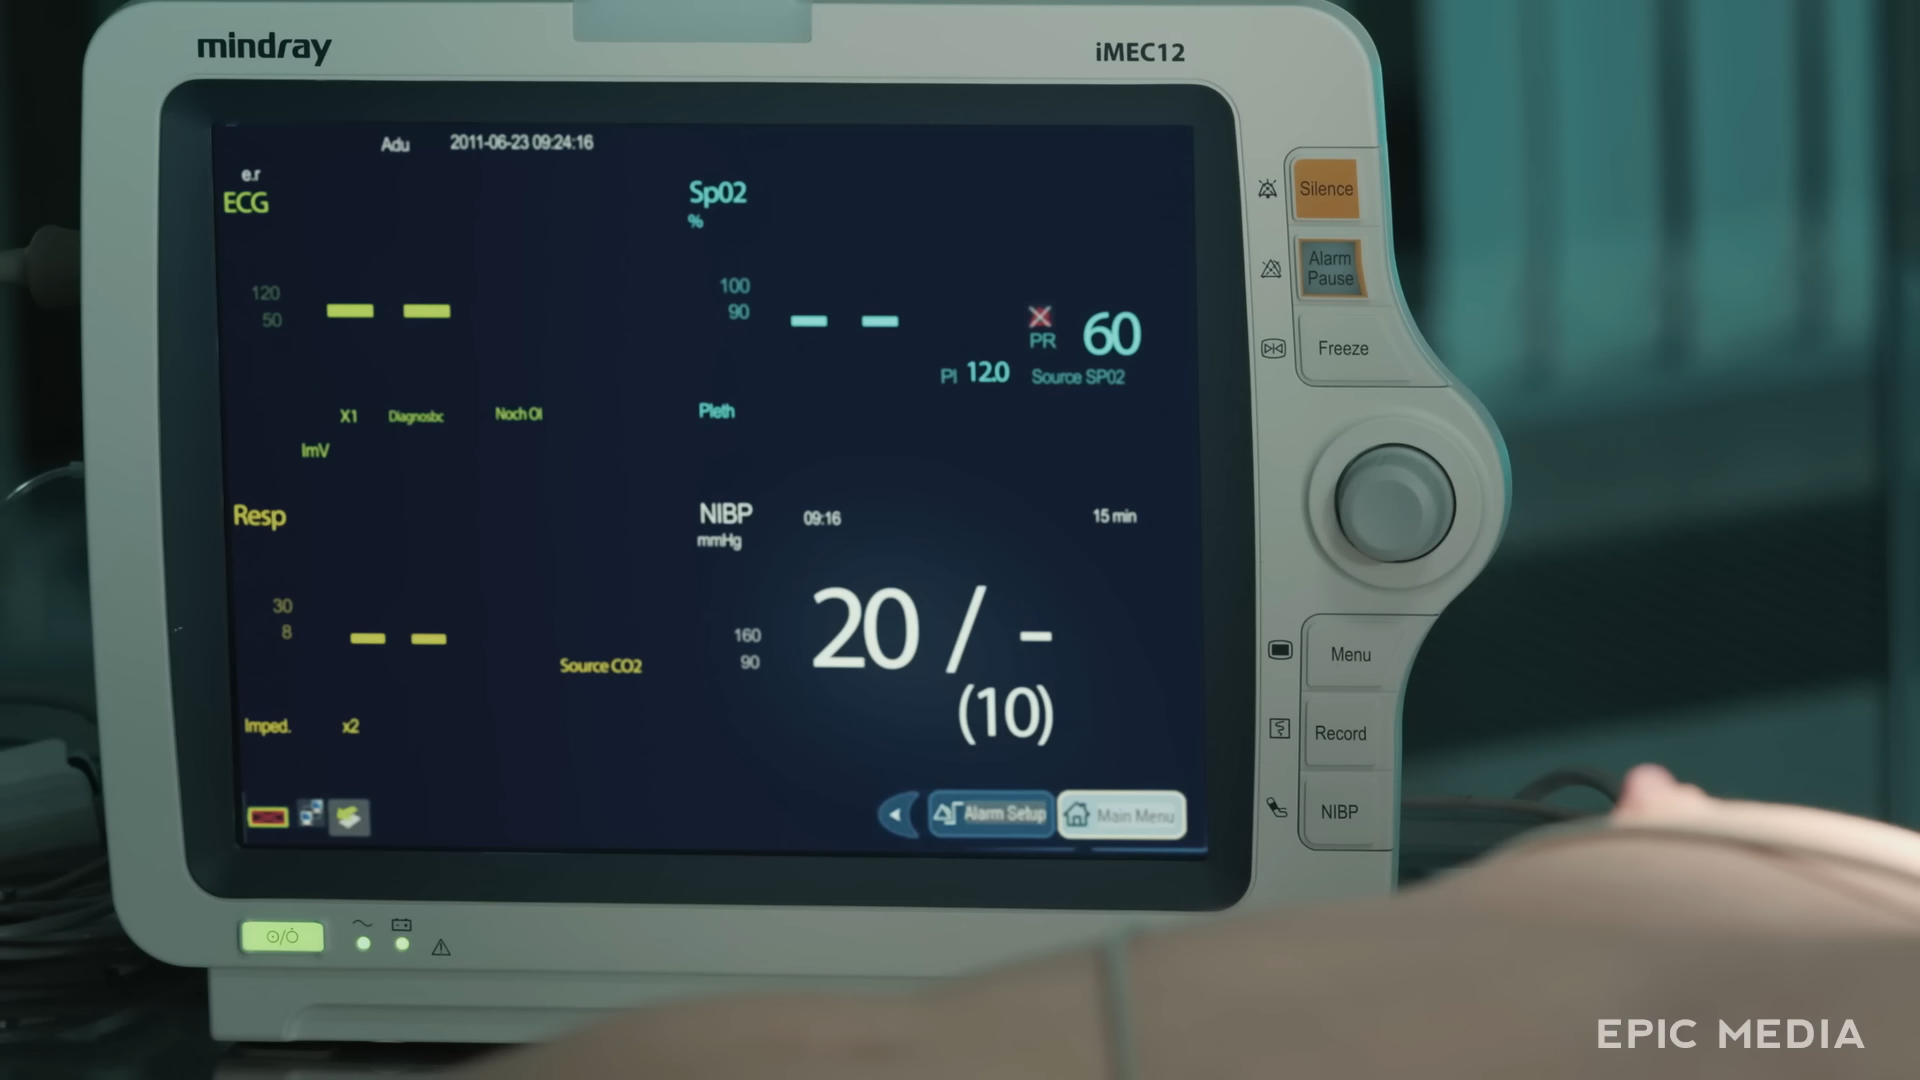 mindray
iMEC12
Adu 2011-06-23 09:24:16
e.r
ECG
120
50
X1 Diagnosbc Noch Ol
ImV
Resp
30
8
Source CO2
Imped. x2
Sp02
%
100
90
PR 60
PI 12.0 Source SP02
Pleth
NIBP 09:16 15 min
mmHg
160
90
20 / -
(10)
Alarm Setup
Main Menu
Silence
Alarm
Pause
Freeze
Menu
Record
NIBP
EPIC MEDIA